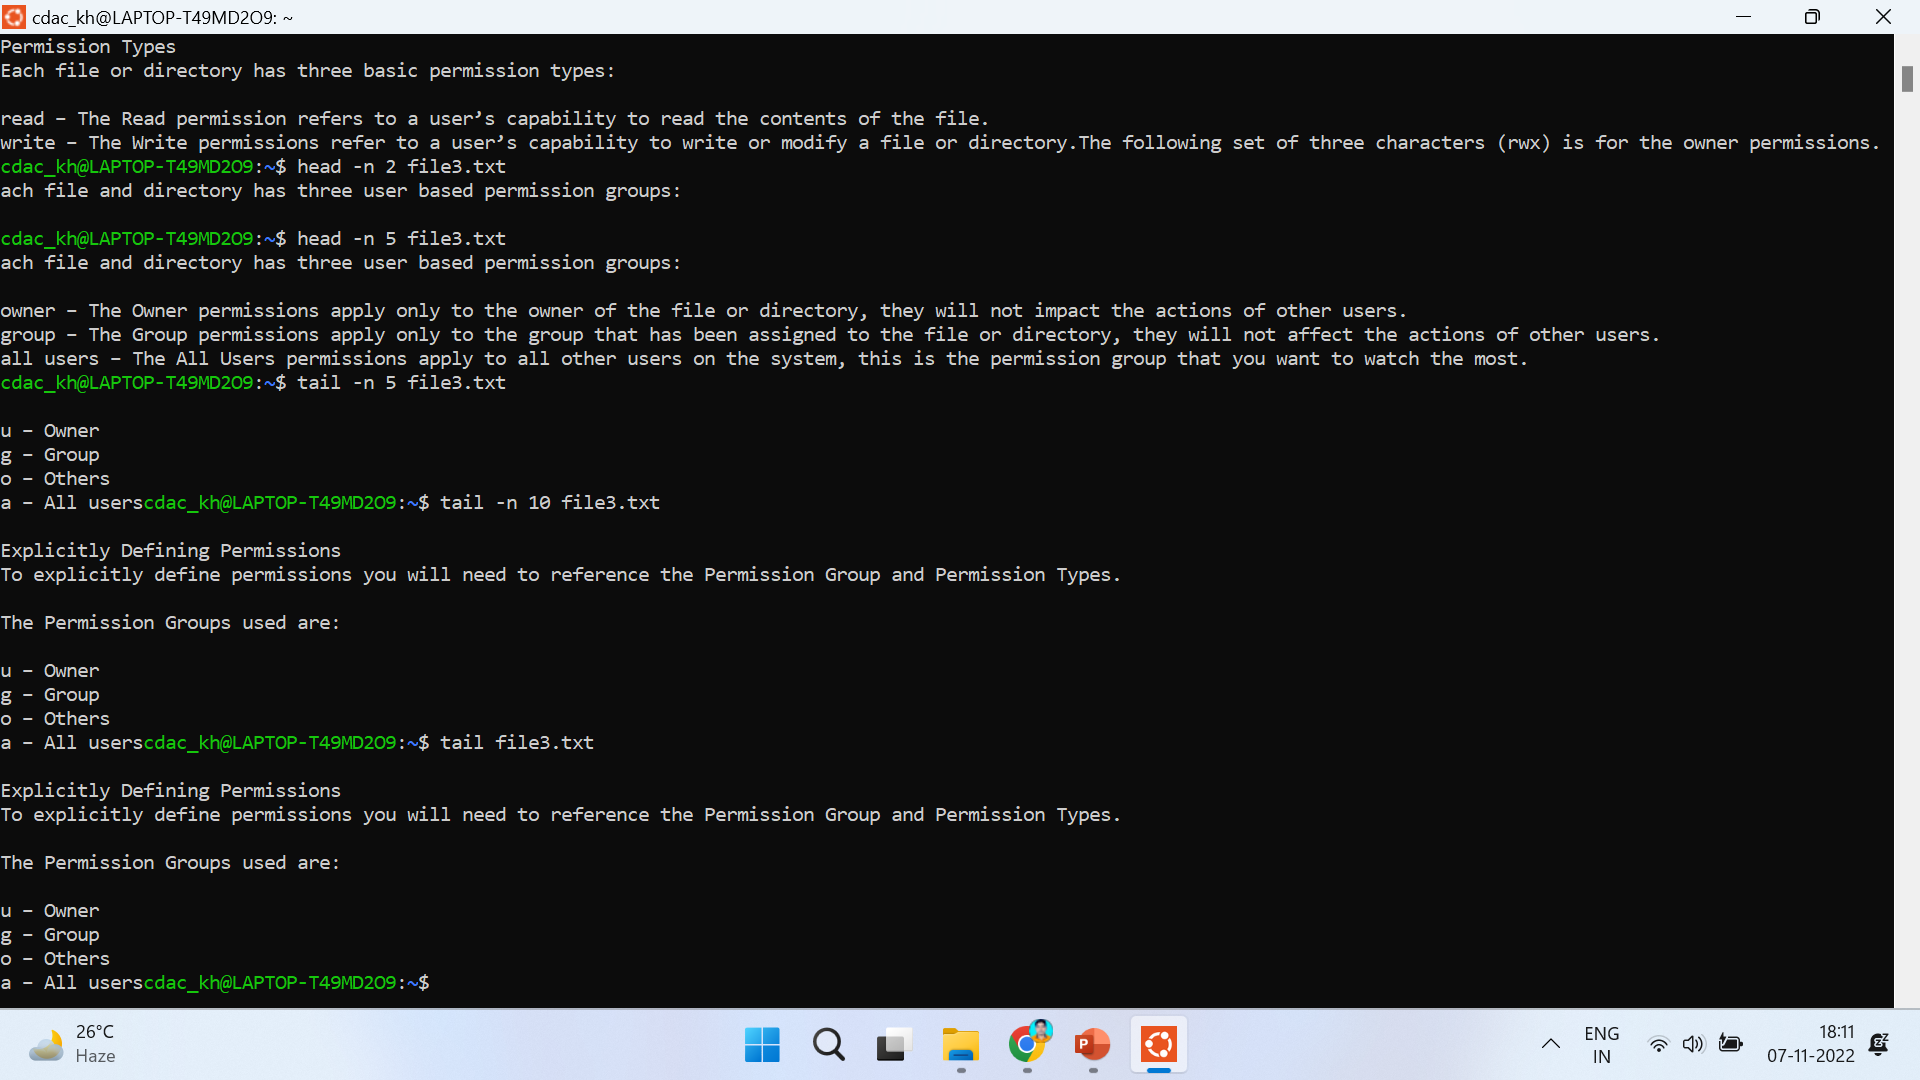 cdac_kh@LAPTOP-T49MD2O9: ~
Permission Types
Each file or directory has three basic permission types:
read – The Read permission refers to a user’s capability to read the contents of the file.
write – The Write permissions refer to a user’s capability to write or modify a file or directory.The following set of three characters (rwx) is for the owner permissions.
cdac_kh@LAPTOP-T49MD2O9:~$ head -n 2 file3.txt
ach file and directory has three user based permission groups:
cdac_kh@LAPTOP-T49MD2O9:~$ head -n 5 file3.txt
ach file and directory has three user based permission groups:
owner – The Owner permissions apply only to the owner of the file or directory, they will not impact the actions of other users.
group – The Group permissions apply only to the group that has been assigned to the file or directory, they will not affect the actions of other users.
all users – The All Users permissions apply to all other users on the system, this is the permission group that you want to watch the most.
cdac_kh@LAPTOP-T49MD2O9:~$ tail -n 5 file3.txt
u – Owner
g – Group
o – Others
a – All userscdac_kh@LAPTOP-T49MD2O9:~$ tail -n 10 file3.txt
Explicitly Defining Permissions
To explicitly define permissions you will need to reference the Permission Group and Permission Types.
The Permission Groups used are:
u – Owner
g – Group
o – Others
a – All userscdac_kh@LAPTOP-T49MD2O9:~$ tail file3.txt
Explicitly Defining Permissions
To explicitly define permissions you will need to reference the Permission Group and Permission Types.
The Permission Groups used are:
u – Owner
g – Group
o – Others
a – All userscdac_kh@LAPTOP-T49MD2O9:~$
26°C
Haze
P
ENG
IN
18:11
07-11-2022